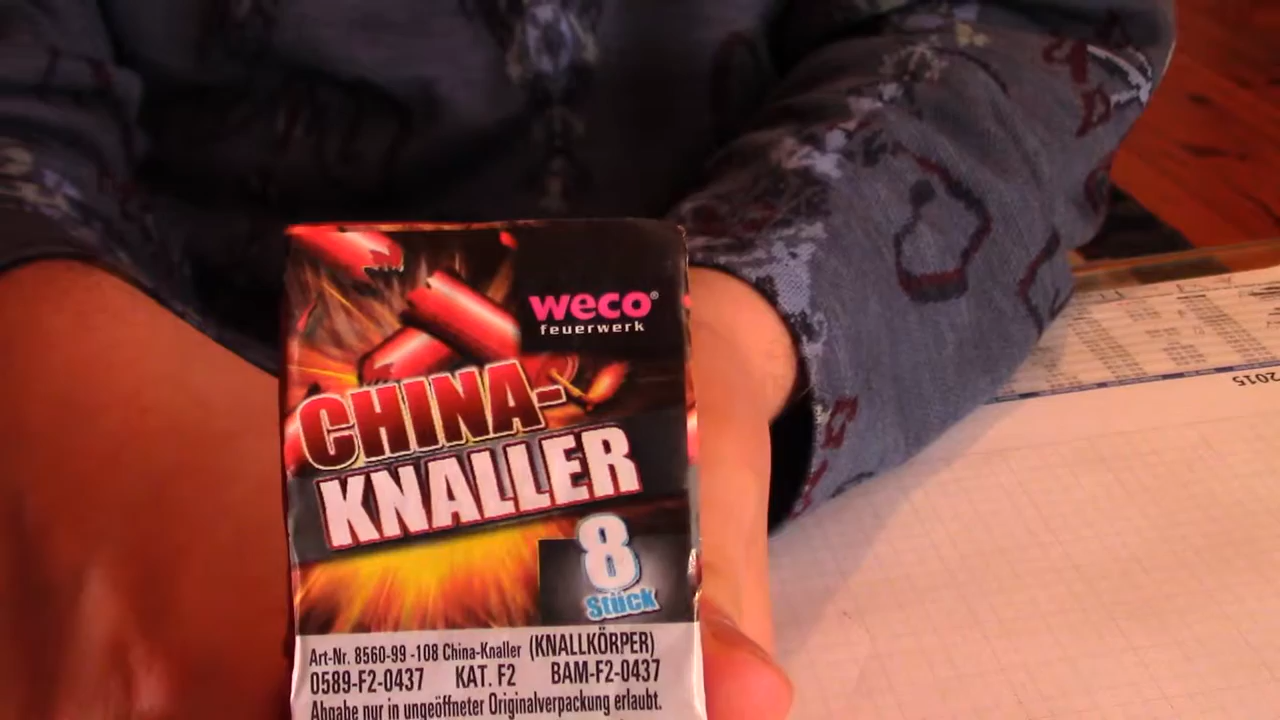 weco®
feuerwerk
CHINA-
KNALLER
8
Stück
Art-Nr. 8560-99 -108 China-Knaller (KNALLKÖRPER)
0589-F2-0437 KAT. F2 BAM-F2-0437
Abgabe nur in ungeöffneter Originalverpackung erlaubt.
2015